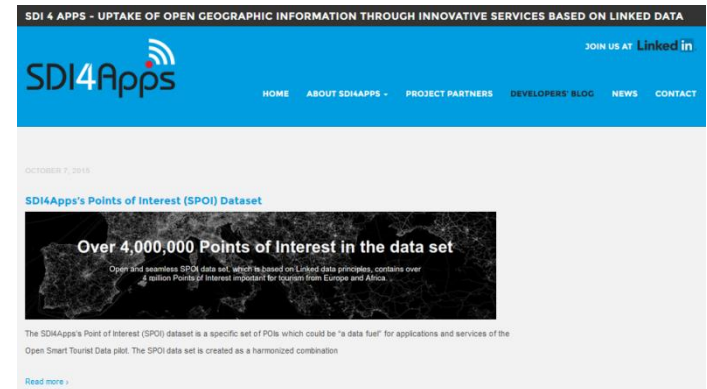 SDI 4 APPS - UPTAKE OF OPEN GEOGRAPHIC INFORMATION THROUGH INNOVATIVE SERVICES BASED ON LINKED DATA
JOIN US AT Linked in
SDI4Apps
HOME ABOUT SDI4APPS PROJECT PARTNERS DEVELOPERS' BLOG NEWS CONTACT
OCTOBER 7, 2015
SDI4Apps's Points of Interest (SPOI) Dataset
Over 4,000,000 Points of Interest in the data set
Open and seamless SPOI data set, which is based on Linked data principles, contains over
4 million Points of Interest important for tourism from Europe and Africa.
The SDI4Apps's Point of Interest (SPOI) dataset is a specific set of POIs which could be "a data fuel" for applications and services of the
Open Smart Tourist Data pilot. The SPOI data set is created as a harmonized combination
Read more ›